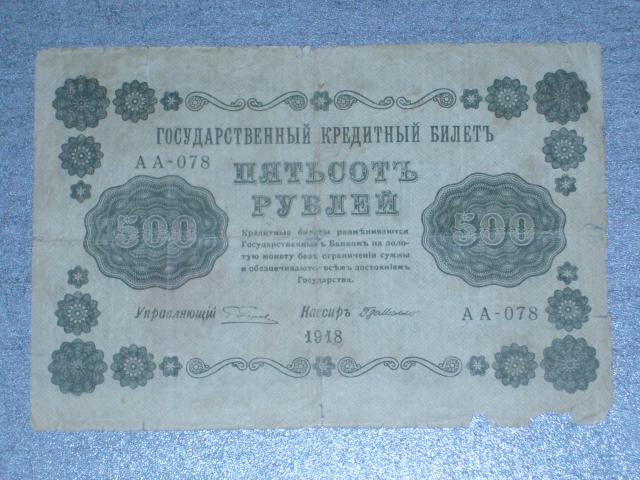 ГОСУДАРСТВЕННЫЙ КРЕДИТНЫЙ БИЛЕТЪ
АА-078
ПЯТЬСОТЪ
РУБЛЕЙ
500
500
Кредитные билеты размѣниваются
Государственнымъ Банкомъ на золо-
тую монету безъ ограниченія суммы
и обезпечиваются всѣмъ достояніемъ
Государства.
Управляющій
Кассиръ
АА-078
1918